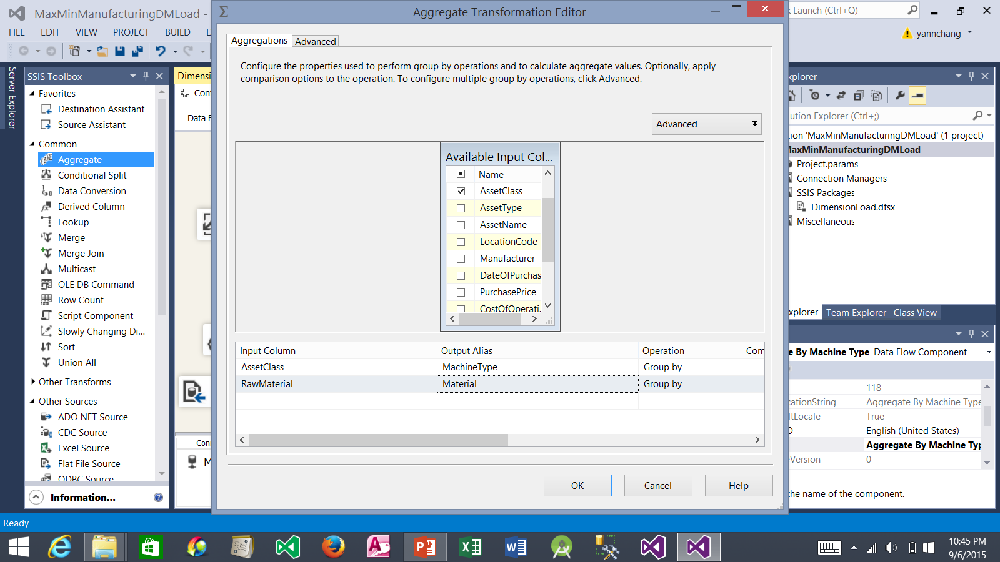 MaxMinManufacturingDMLoad -
Aggregate Transformation Editor
Launch (Ctrl+Q)
FILE EDIT VIEW PROJECT BUILD
yannchang
Server Explorer
SSIS Toolbox
Favorites
Destination Assistant
Source Assistant
Common
Aggregate
Conditional Split
Data Conversion
Derived Column
Lookup
Merge
Merge Join
Multicast
OLE DB Command
Row Count
Script Component
Slowly Changing Di...
Sort
Union All
Other Transforms
Other Sources
ADO NET Source
CDC Source
Excel Source
Flat File Source
ODBC Source
Information...
Dimensi
Cont
Data F
Conn
M
Aggregations Advanced
Configure the properties used to perform group by operations and to calculate aggregate values. Optionally, apply
comparison options to the operation. To configure multiple group by operations, click Advanced.
Advanced
Available Input Col...
Name
AssetClass
AssetType
AssetName
LocationCode
Manufacturer
DateOfPurchas
PurchasePrice
CostOfOperati.
Input Column Output Alias Operation Com
AssetClass MachineType Group by
RawMaterial Material Group by
OK Cancel Help
xplorer
lution Explorer (Ctrl+;)
tion 'MaxMinManufacturingDMLoad' (1 project)
MaxMinManufacturingDMLoad
Project.params
Connection Managers
SSIS Packages
DimensionLoad.dtsx
Miscellaneous
xplorer Team Explorer Class View
e By Machine Type Data Flow Component
118
cationString Aggregate By Machine Type
ltLocale True
D English (United States)
Aggregate By Machine Typ
eVersion 0
the name of the component.
Ready
10:45 PM
9/6/2015